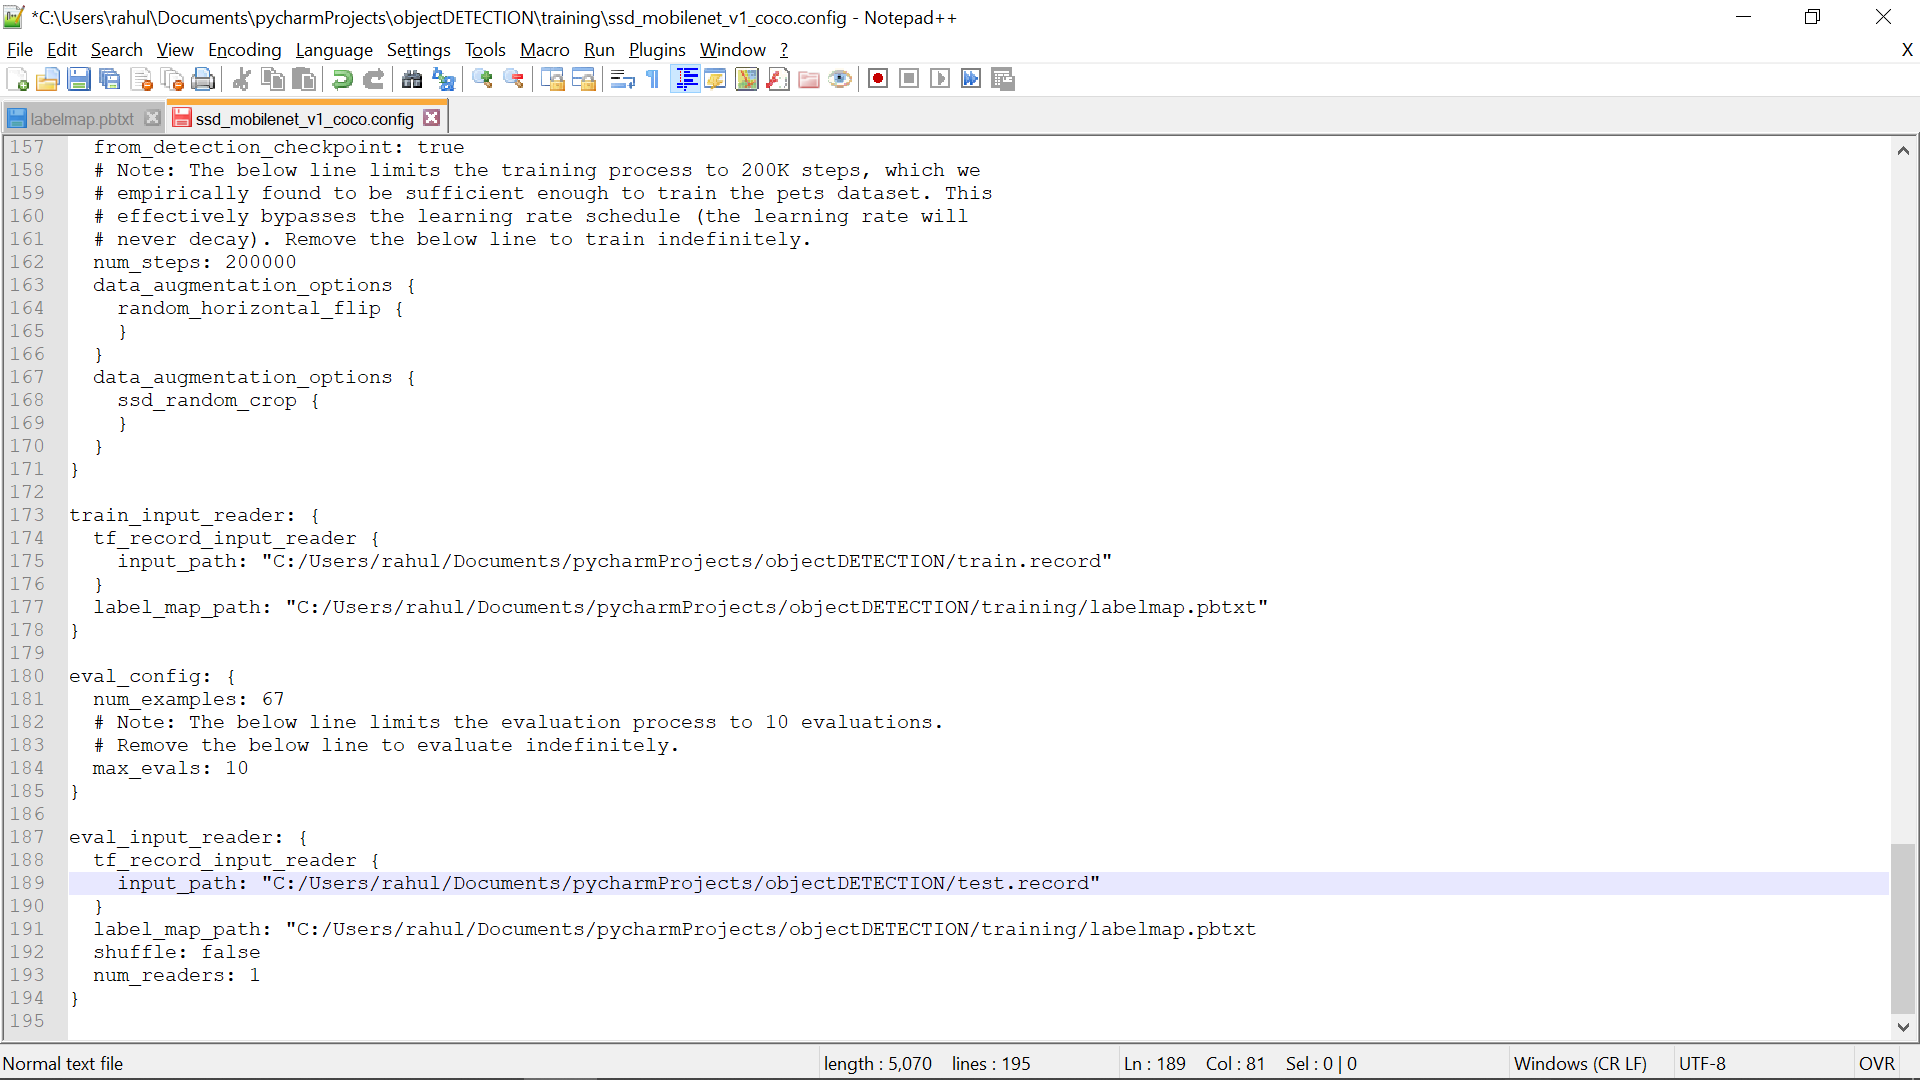 *C:\Users\rahul\Documents\pycharmProjects\objectDETECTION\training\ssd_mobilenet_v1_coco.config - Notepad++
File Edit Search View Encoding Language Settings Tools Macro Run Plugins Window ? X
labelmap.pbtxt ssd_mobilenet_v1_coco.config
157 from_detection_checkpoint: true
158 # Note: The below line limits the training process to 200K steps, which we
159 # empirically found to be sufficient enough to train the pets dataset. This
160 # effectively bypasses the learning rate schedule (the learning rate will
161 # never decay). Remove the below line to train indefinitely.
162 num_steps: 200000
163 data_augmentation_options {
164 random_horizontal_flip {
165 }
166 }
167 data_augmentation_options {
168 ssd_random_crop {
169 }
170 }
171 }
172
173 train_input_reader: {
174 tf_record_input_reader {
175 input_path: "C:/Users/rahul/Documents/pycharmProjects/objectDETECTION/train.record"
176 }
177 label_map_path: "C:/Users/rahul/Documents/pycharmProjects/objectDETECTION/training/labelmap.pbtxt"
178 }
179
180 eval_config: {
181 num_examples: 67
182 # Note: The below line limits the evaluation process to 10 evaluations.
183 # Remove the below line to evaluate indefinitely.
184 max_evals: 10
185 }
186
187 eval_input_reader: {
188 tf_record_input_reader {
189 input_path: "C:/Users/rahul/Documents/pycharmProjects/objectDETECTION/test.record"
190 }
191 label_map_path: "C:/Users/rahul/Documents/pycharmProjects/objectDETECTION/training/labelmap.pbtxt
192 shuffle: false
193 num_readers: 1
194 }
195
Normal text file length : 5,070 lines : 195 Ln : 189 Col : 81 Sel : 0 | 0 Windows (CR LF) UTF-8 OVR